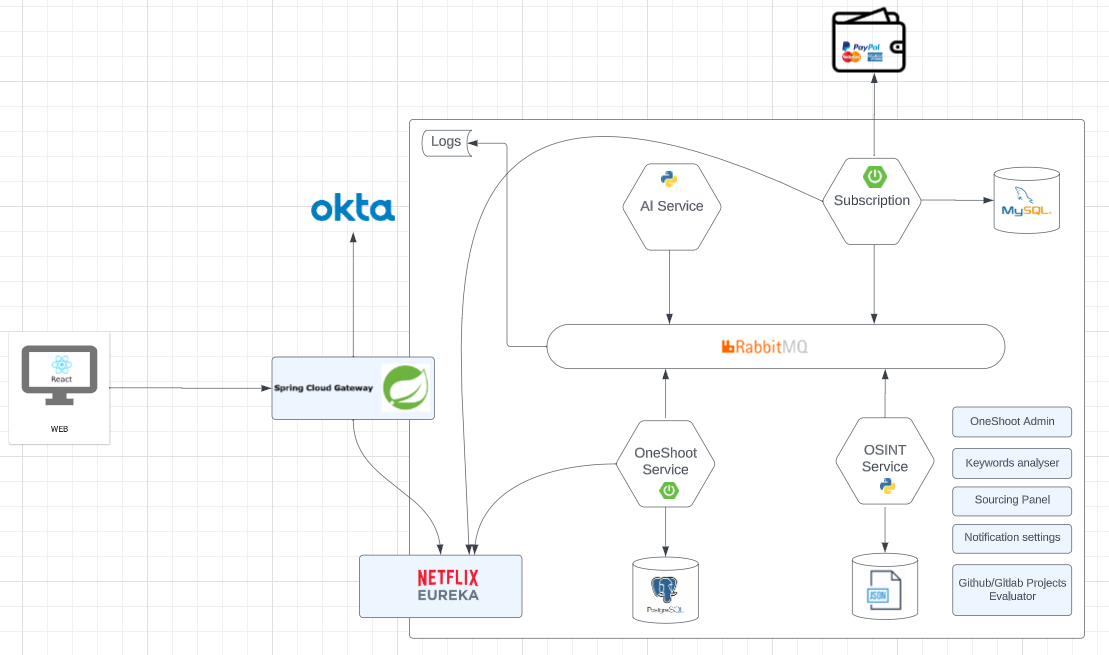 PayPal
MasterCard
Logs
AI Service
Subscription
MySQL
okta
RabbitMQ
React
WEB
Spring Cloud Gateway
OneShoot
Service
OSINT
Service
OneShoot Admin
Keywords analyser
Sourcing Panel
Notification settings
Github/Gitlab Projects
Evaluator
NETFLIX
EUREKA
PostgreSQL
JSON